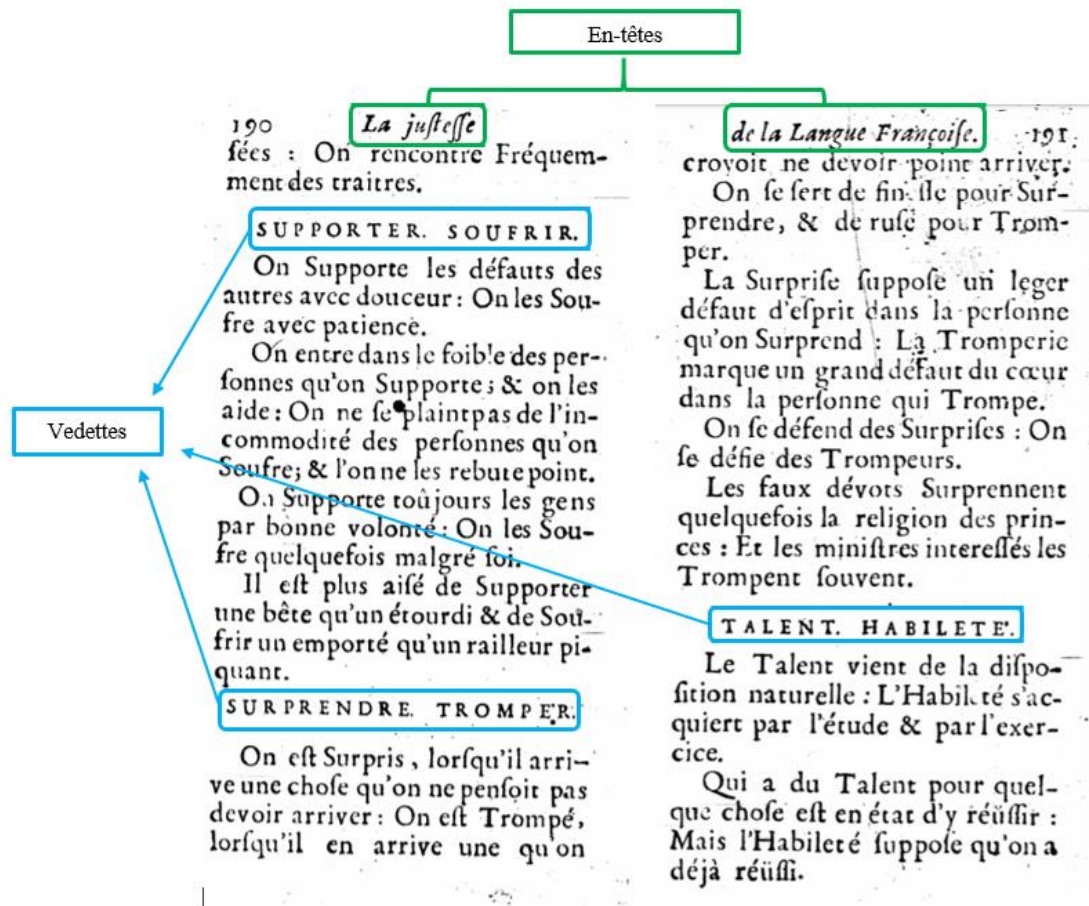 En-têtes
Vedettes
190 La juſteſſe
ſées : On rencontre Fréquem-
ment des traitres.
SUPPORTER. SOUFRIR.
On Supporte les défauts des
autres avec douceur : On les Sou-
fre avec patience.
On entre dans le foible des per-
ſonnes qu'on Supporte ; & on les
aide : On ne ſe plaint pas de l'in-
commodité des perſonnes qu'on
Soufre; & l'on ne les rebute point.
On Supporte toûjours les gens
par bonne volonté : On les Sou-
fre quelquefois malgré ſoi.
Il eſt plus aiſé de Supporter
une bête qu'un étourdi & de Sou-
frir un emporté qu'un railleur pi-
quant.
SURPRENDRE. TROMPER.
On eſt Surpris, lorſqu'il arri-
ve une choſe qu'on ne penſoit pas
devoir arriver : On eſt Trompé,
lorſqu'il en arrive une qu'on
de la Langue Françoiſe. 191
croyoit ne devoir point arriver.
On ſe ſert de fineſſe pour Sur-
prendre, & de ruſe pour Trom-
per.
La Surpriſe ſuppoſe un leger
défaut d'eſprit dans la perſonne
qu'on Surprend : La Tromperie
marque un grand défaut du cœur
dans la perſonne qui Trompe.
On ſe défend des Surpriſes : On
ſe défie des Trompeurs.
Les faux dévots Surprennent
quelquefois la religion des prin-
ces : Et les miniſtres intereſſés les
Trompent ſouvent.
TALENT. HABILETE'.
Le Talent vient de la diſpo-
ſition naturelle : L'Habileté s'ac-
quiert par l'étude & par l'exer-
cice.
Qui a du Talent pour quel-
que choſe eſt en état d'y réüſſir :
Mais l'Habileté ſuppoſe qu'on a
déjà réüſſi.